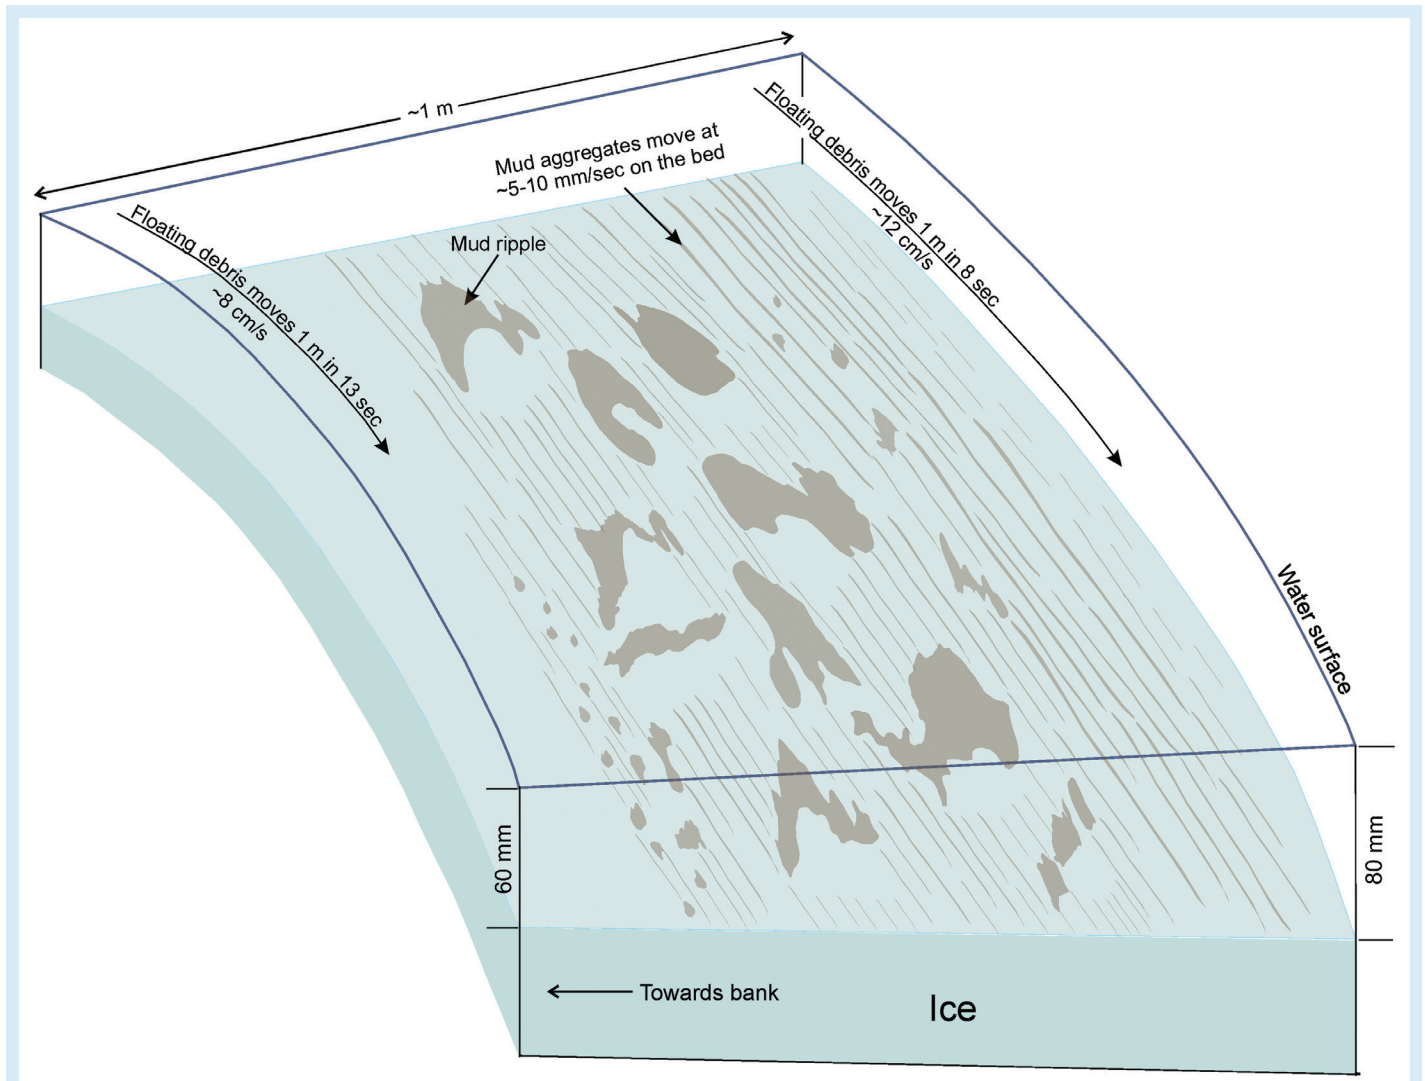 ~1 m
Mud aggregates move at
~5-10 mm/sec on the bed
Floating debris moves 1 m in 8 sec
~12 cm/s
Floating debris moves 1 m in 13 sec
~8 cm/s
Mud ripple
Water surface
60 mm
80 mm
Towards bank
Ice